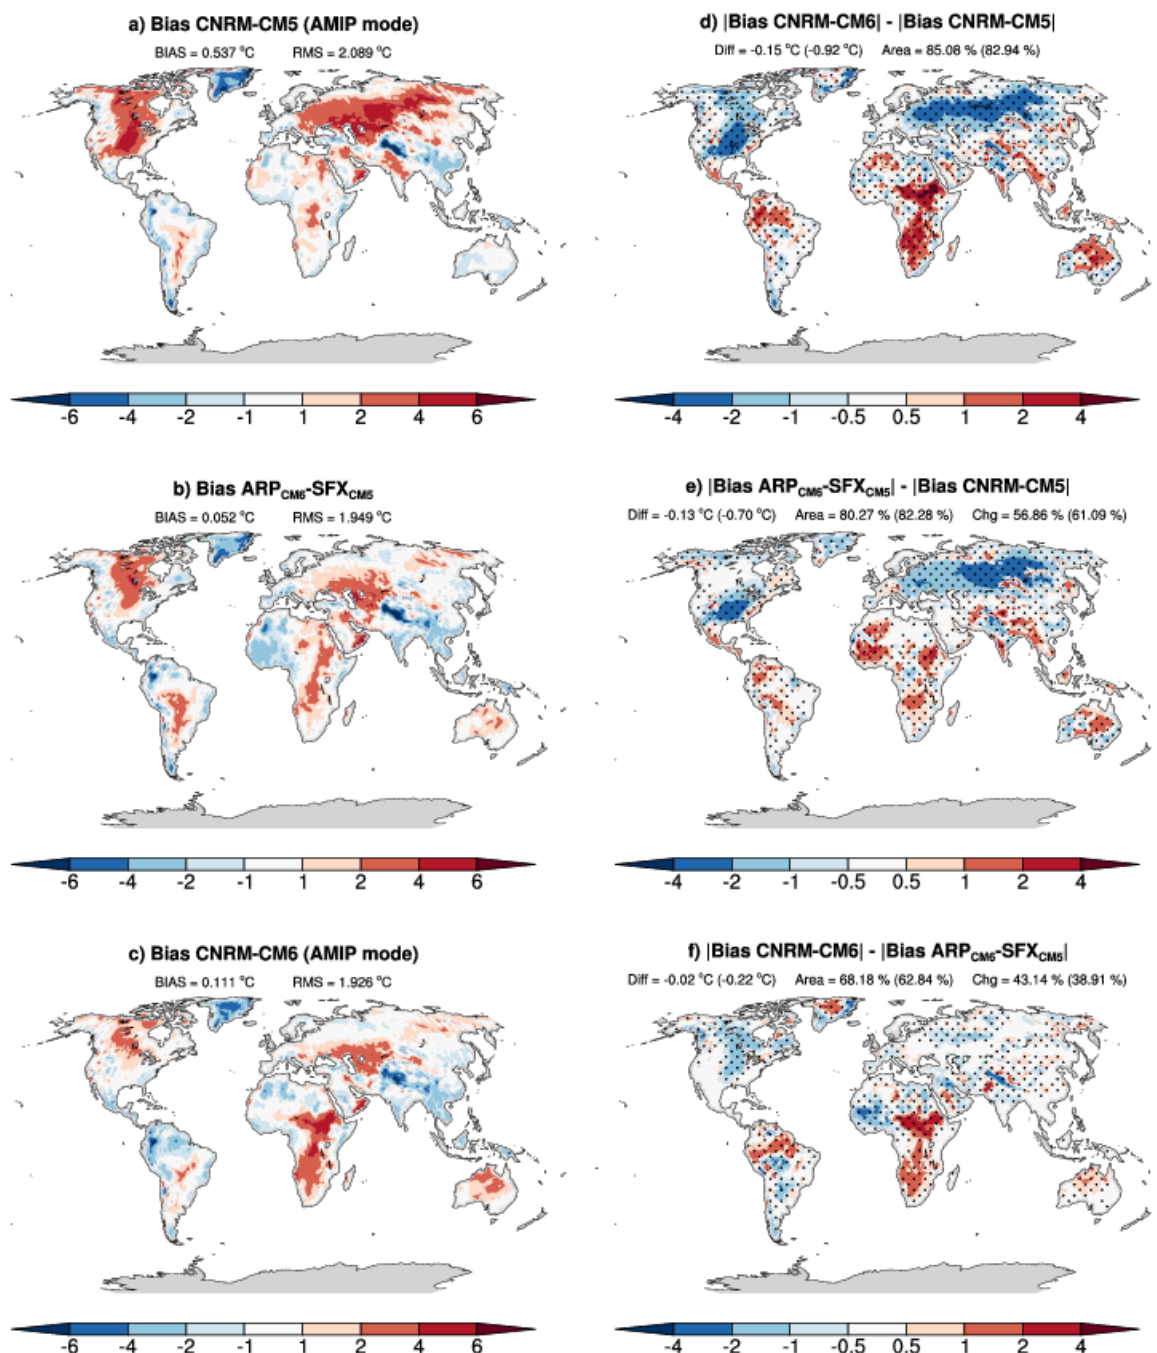 a) Bias CNRM-CM5 (AMIP mode)
BIAS = 0.537 °C RMS = 2.089 °C
-6 -4 -2 -1 1 2 4 6
d) |Bias CNRM-CM6| - |Bias CNRM-CM5|
Diff = -0.15 °C (-0.92 °C) Area = 85.08 % (82.94 %)
-4 -2 -1 -0.5 0.5 1 2 4
b) Bias ARP_CM6-SFX_CM5
BIAS = 0.052 °C RMS = 1.949 °C
-6 -4 -2 -1 1 2 4 6
e) |Bias ARP_CM6-SFX_CM5| - |Bias CNRM-CM5|
Diff = -0.13 °C (-0.70 °C) Area = 80.27 % (82.28 %) Chg = 56.86 % (61.09 %)
-4 -2 -1 -0.5 0.5 1 2 4
c) Bias CNRM-CM6 (AMIP mode)
BIAS = 0.111 °C RMS = 1.926 °C
-6 -4 -2 -1 1 2 4 6
f) |Bias CNRM-CM6| - |Bias ARP_CM6-SFX_CM5|
Diff = -0.02 °C (-0.22 °C) Area = 68.18 % (62.84 %) Chg = 43.14 % (38.91 %)
-4 -2 -1 -0.5 0.5 1 2 4